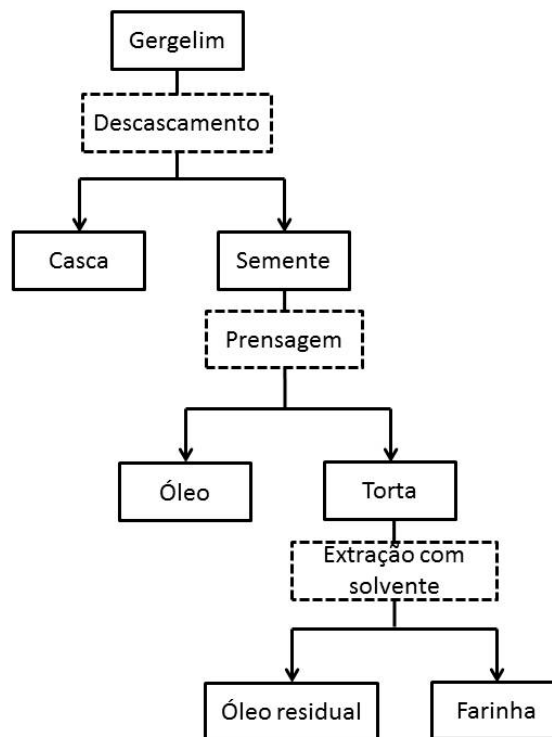 Gergelim
Descascamento
Casca
Semente
Prensagem
Óleo
Torta
Extração com
solvente
Óleo residual
Farinha